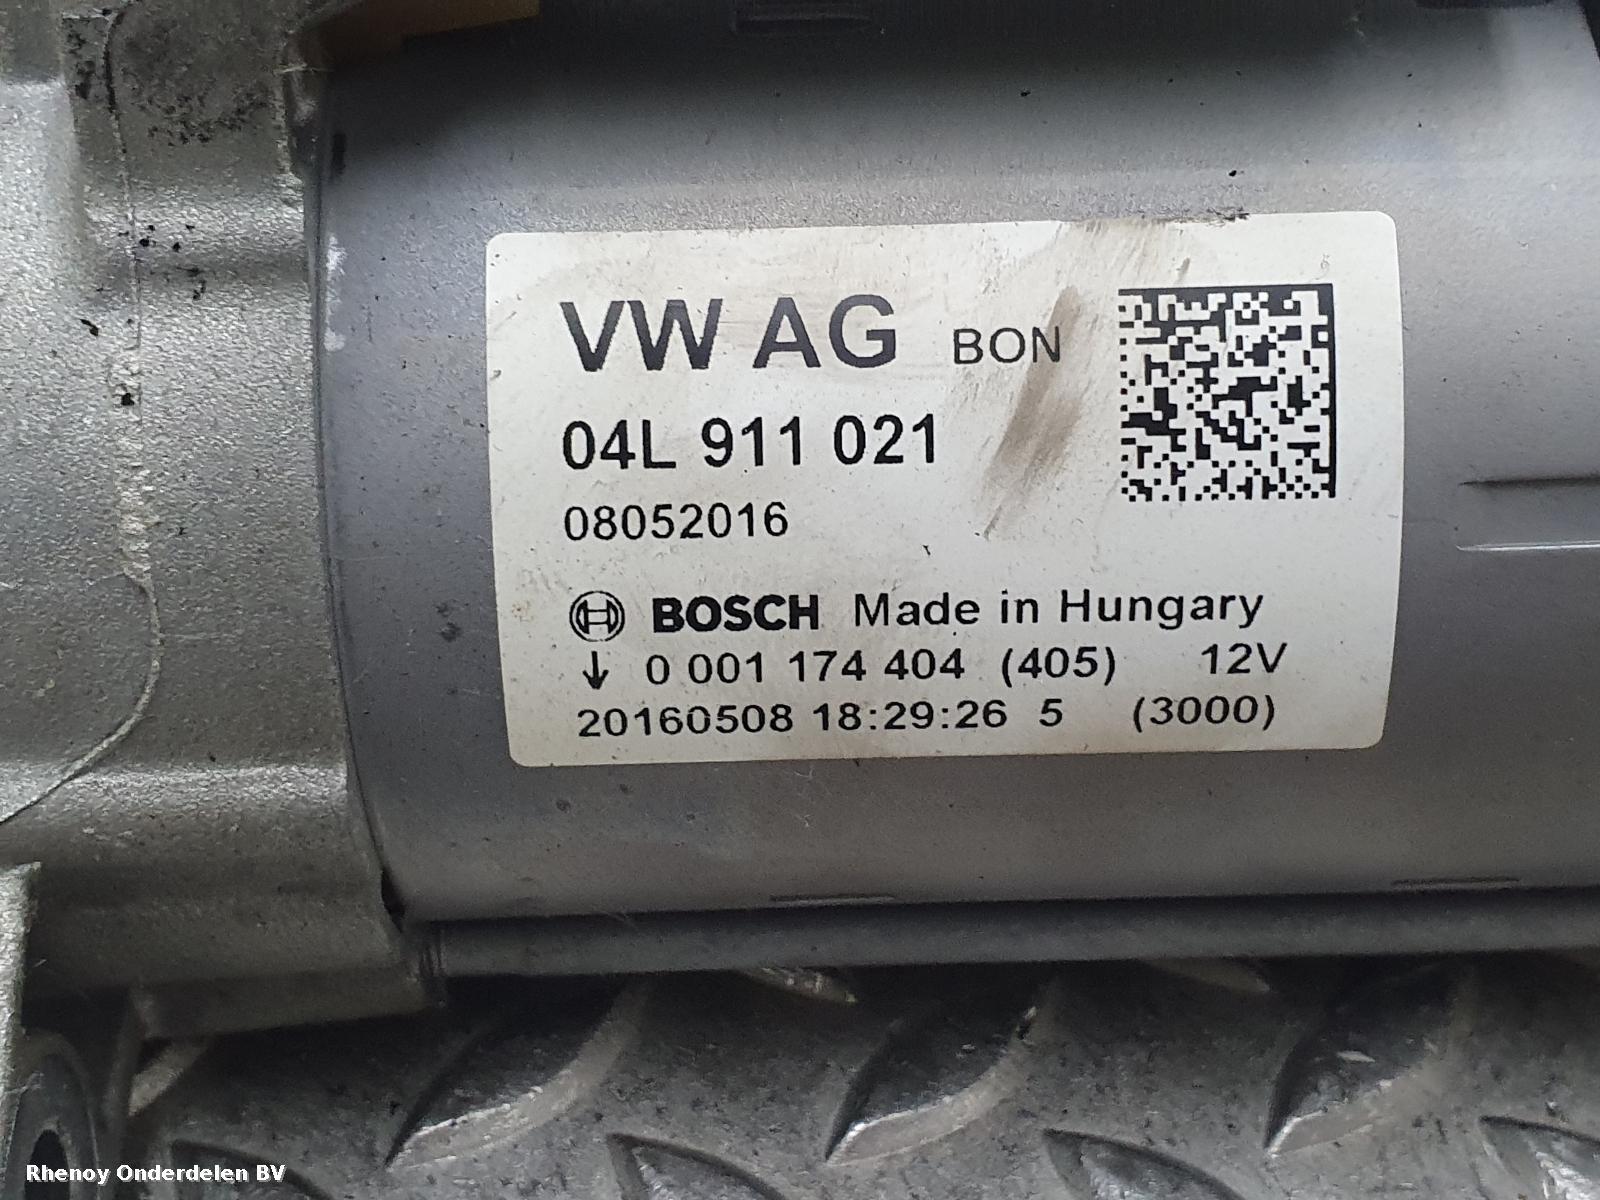 VW AG BON
04L 911 021
08052016
BOSCH Made in Hungary
↓ 0 001 174 404 (405) 12V
20160508 18:29:26 5 (3000)
Rhenoy Onderdelen BV